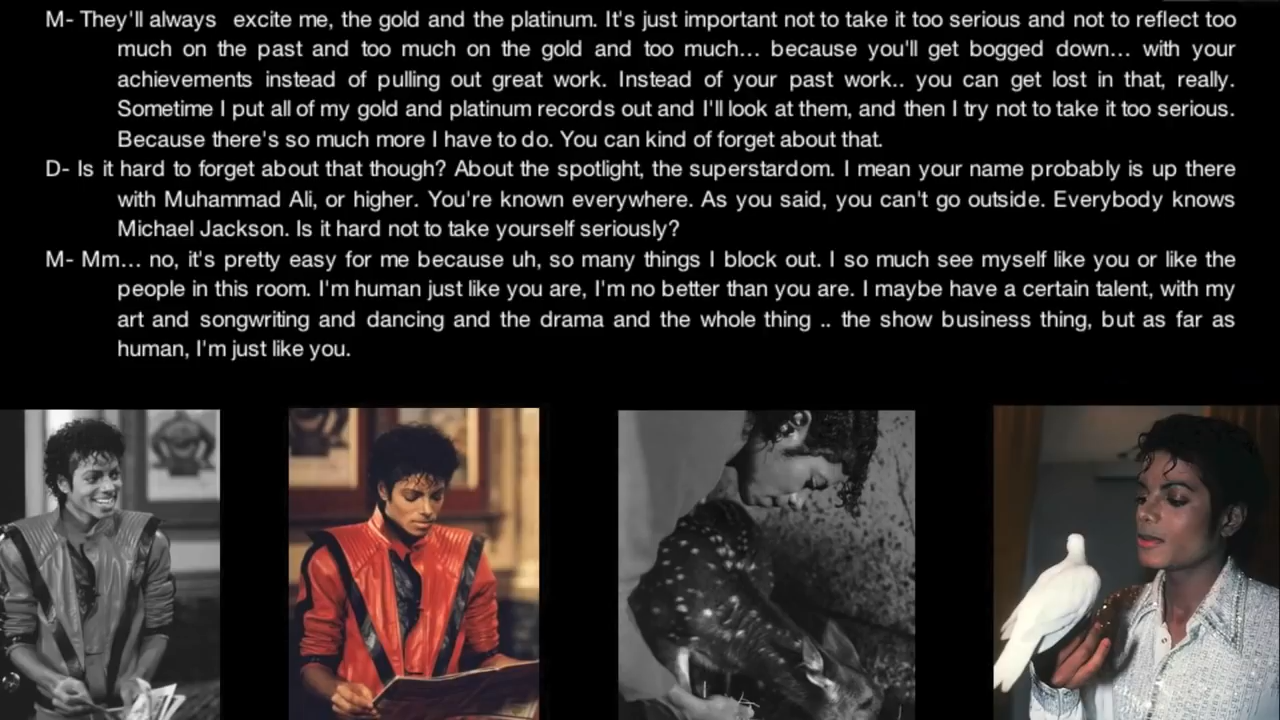 M- They'll always excite me, the gold and the platinum. It's just important not to take it too serious and not to reflect too
much on the past and too much on the gold and too much... because you'll get bogged down... with your
achievements instead of pulling out great work. Instead of your past work.. you can get lost in that, really.
Sometime I put all of my gold and platinum records out and I'll look at them, and then I try not to take it too serious.
Because there's so much more I have to do. You can kind of forget about that.
D- Is it hard to forget about that though? About the spotlight, the superstardom. I mean your name probably is up there
with Muhammad Ali, or higher. You're known everywhere. As you said, you can't go outside. Everybody knows
Michael Jackson. Is it hard not to take yourself seriously?
M- Mm... no, it's pretty easy for me because uh, so many things I block out. I so much see myself like you or like the
people in this room. I'm human just like you are, I'm no better than you are. I maybe have a certain talent, with my
art and songwriting and dancing and the drama and the whole thing .. the show business thing, but as far as
human, I'm just like you.